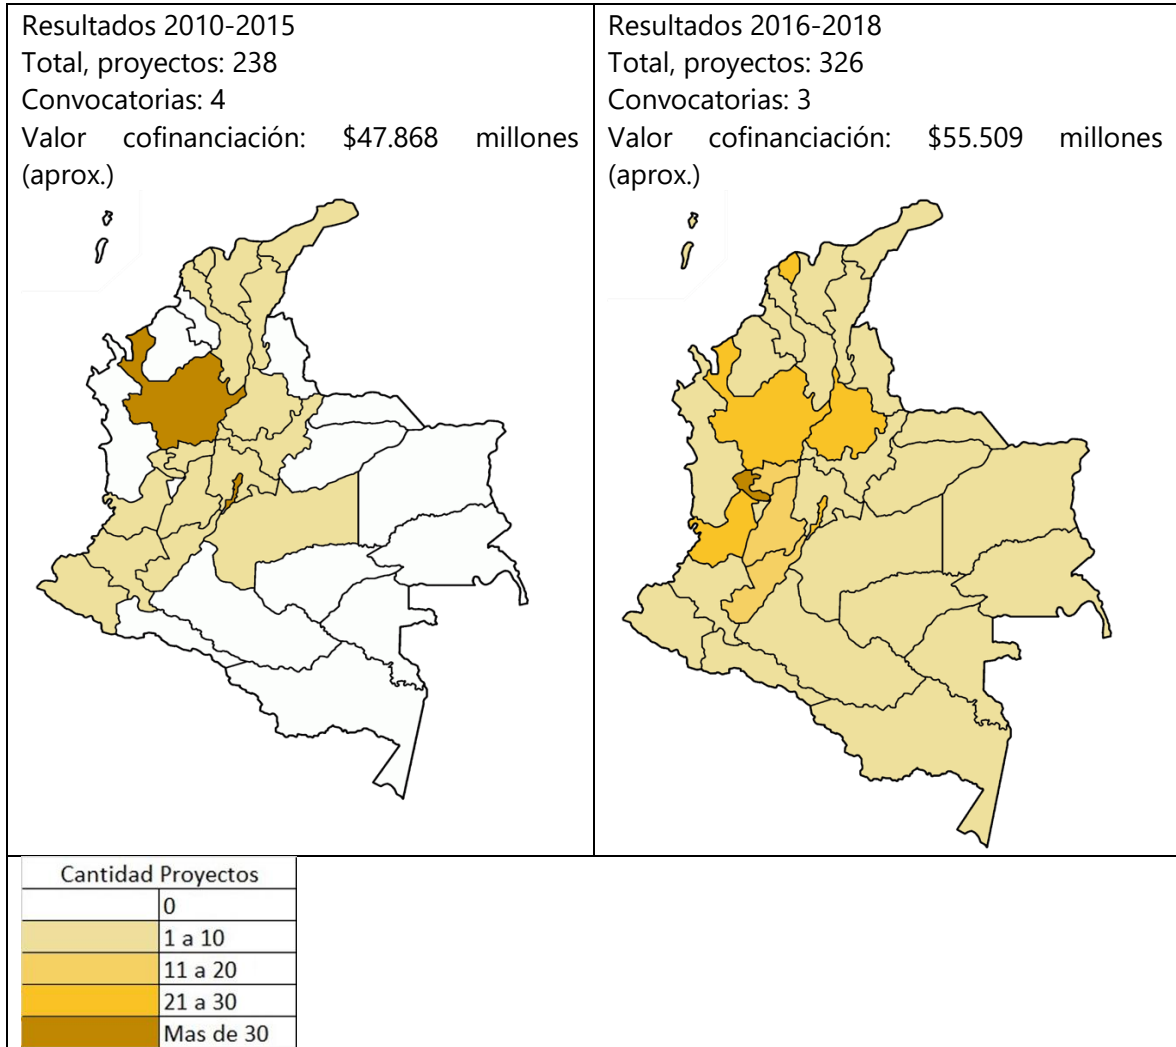 Resultados 2010-2015
Total, proyectos: 238
Convocatorias: 4
Valor cofinanciación: $47.868 millones
(aprox.)
Resultados 2016-2018
Total, proyectos: 326
Convocatorias: 3
Valor cofinanciación: $55.509 millones
(aprox.)
Cantidad Proyectos
0
1 a 10
11 a 20
21 a 30
Mas de 30